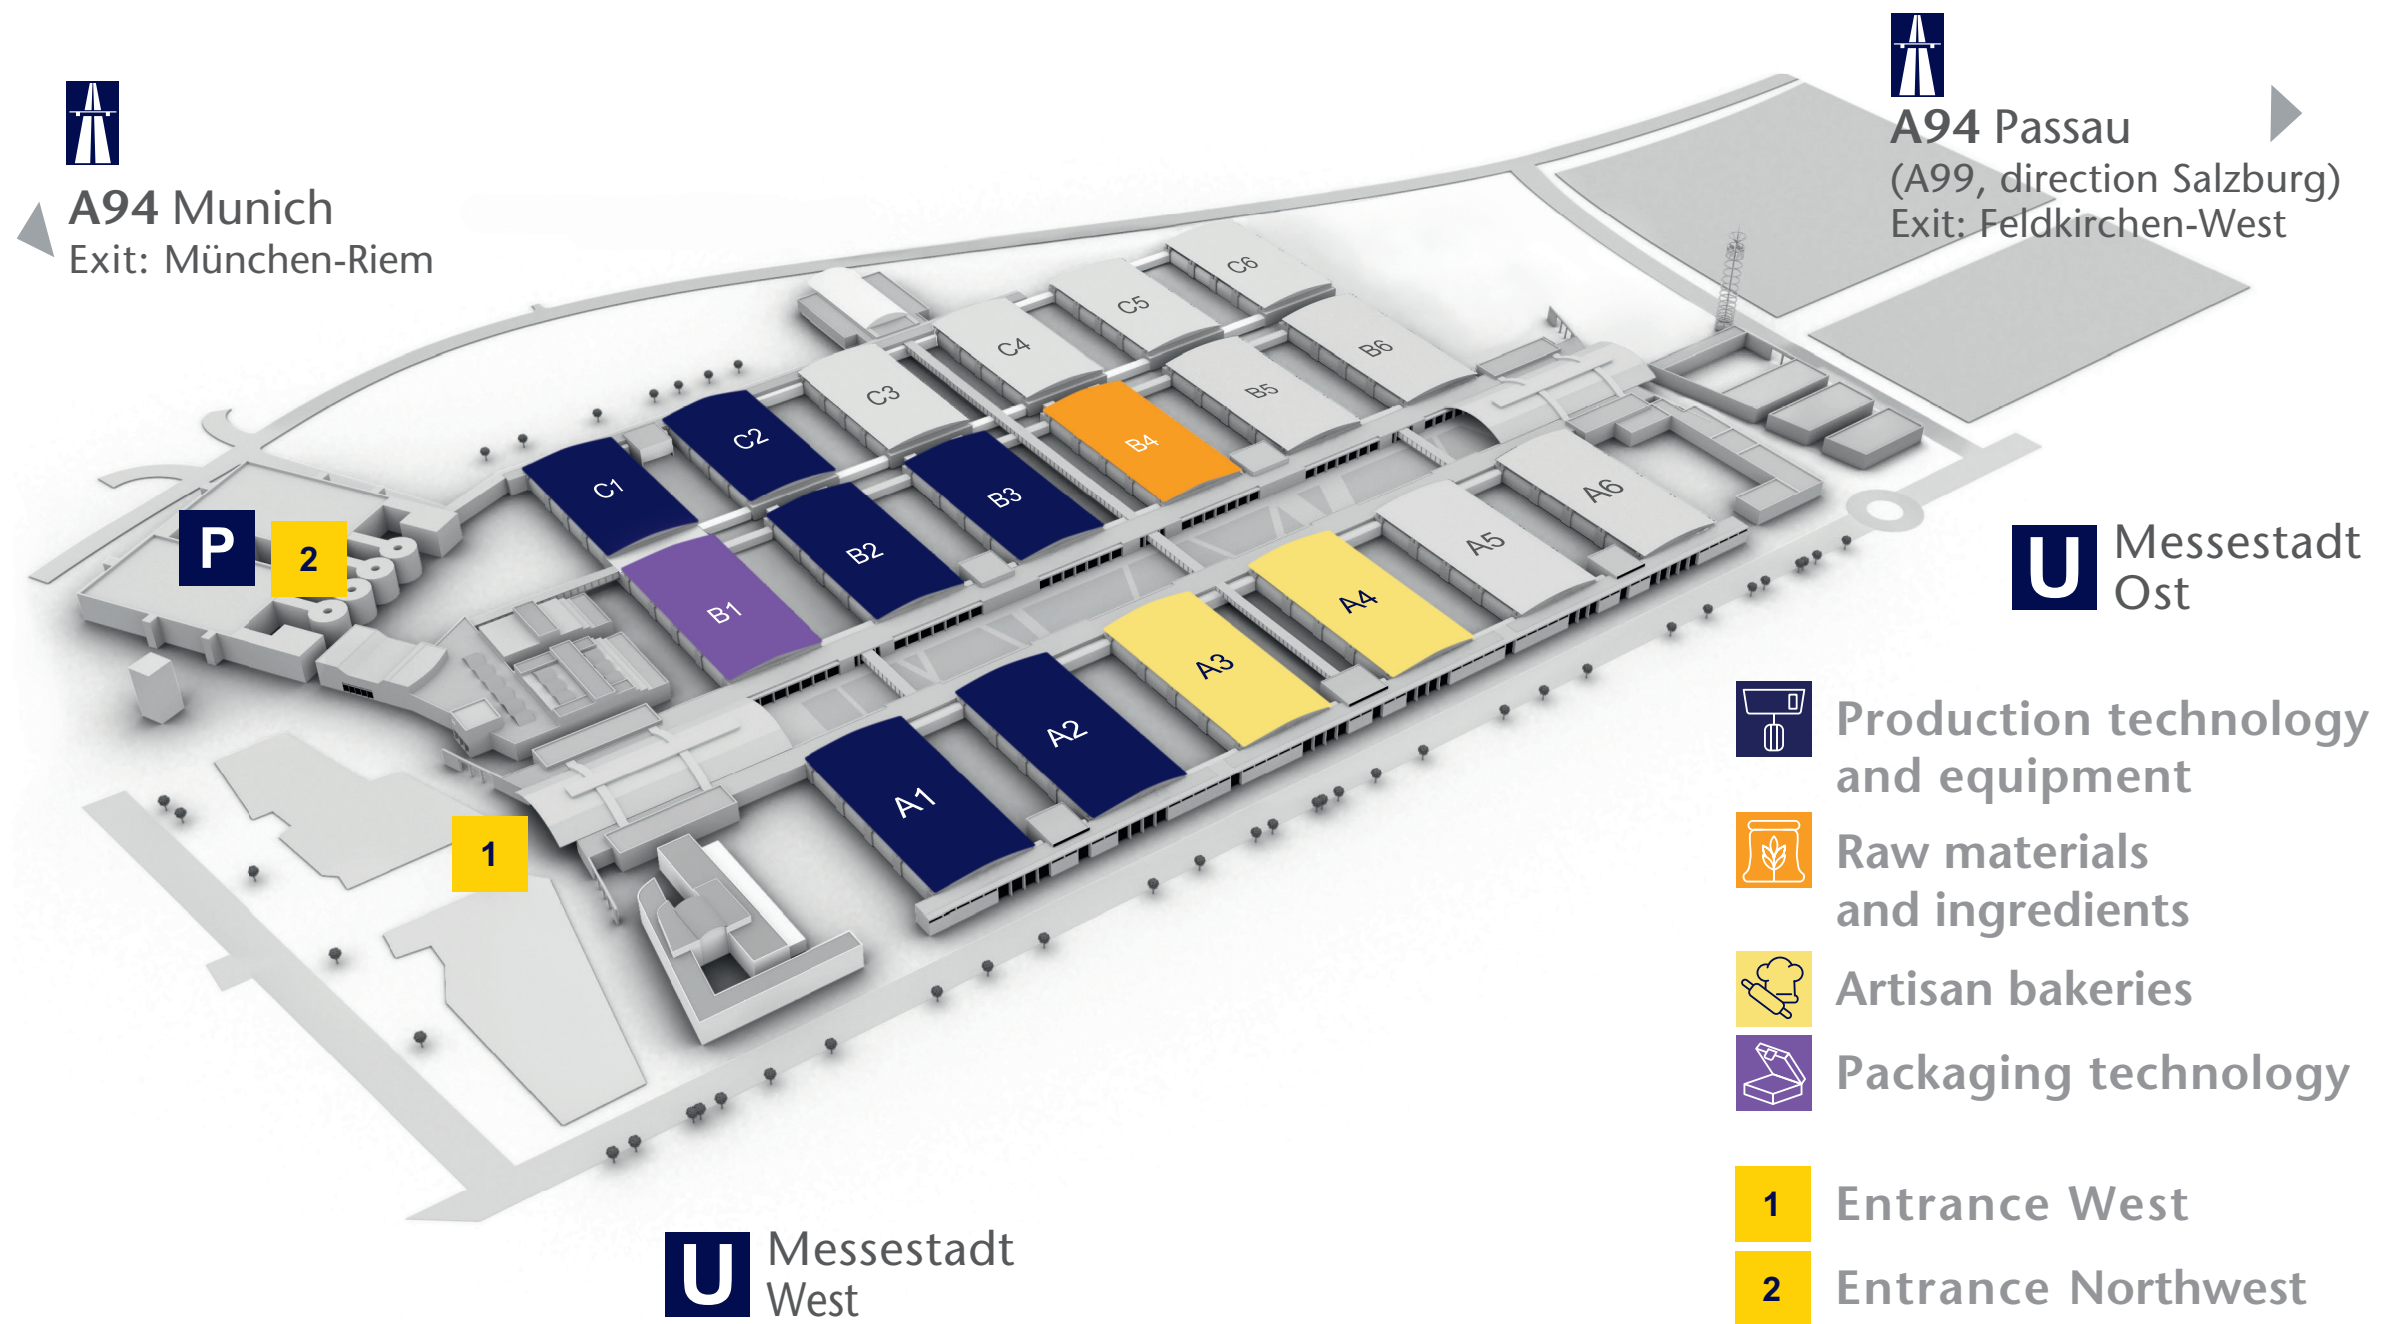 A94 Munich
Exit: München-Riem
A94 Passau
(A99, direction Salzburg)
Exit: Feldkirchen-West
C6
C5
C4
C3
C2
C1
B6
B5
B4
B3
B2
B1
A6
A5
A4
A3
A2
A1
P
2
1
U Messestadt
Ost
U Messestadt
West
Production technology
and equipment
Raw materials
and ingredients
Artisan bakeries
Packaging technology
1 Entrance West
2 Entrance Northwest